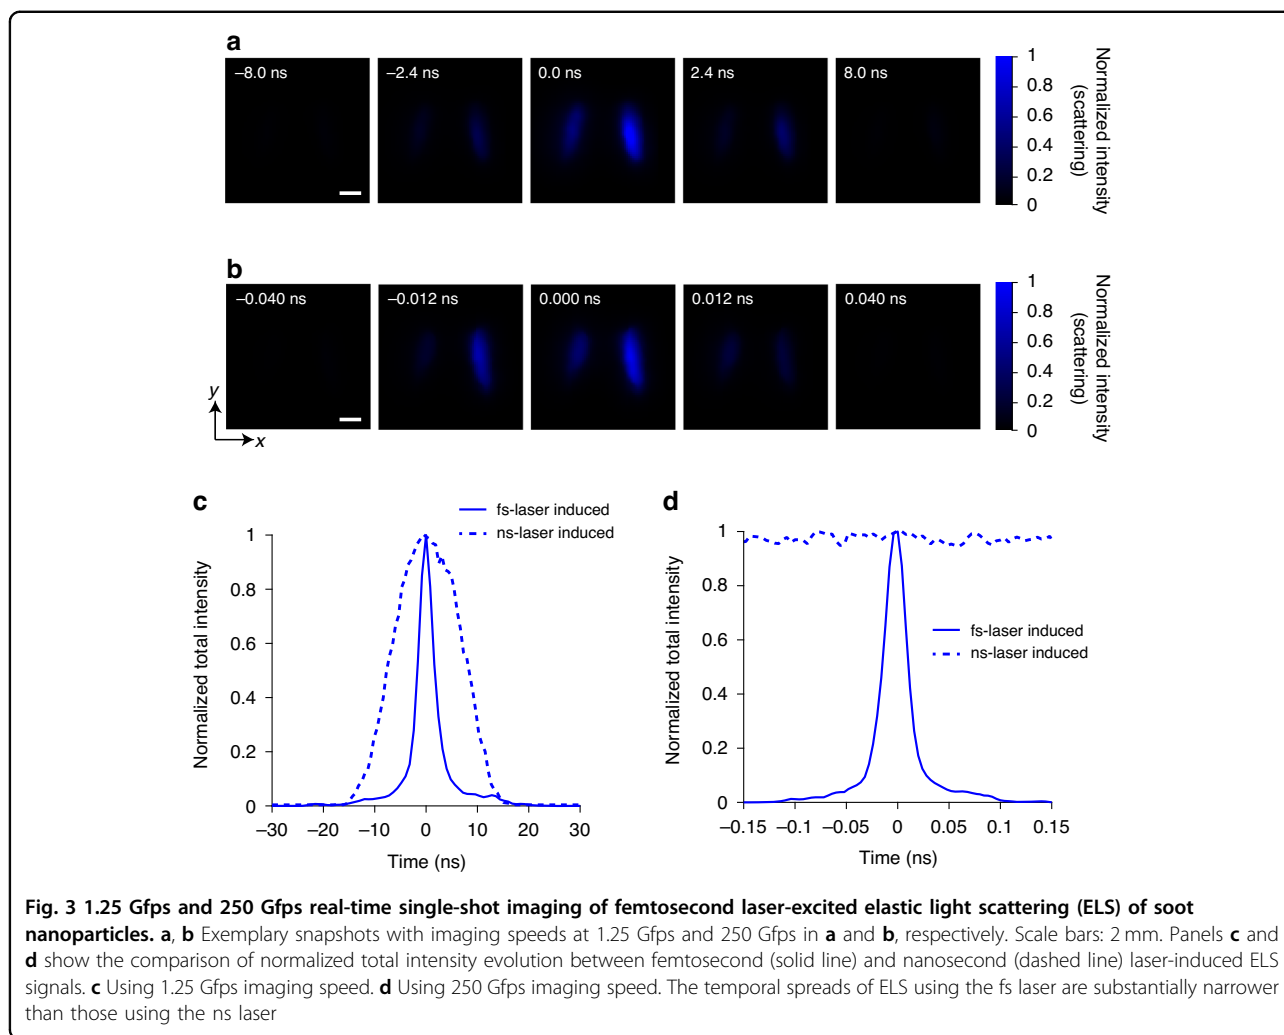 a
−8.0 ns
−2.4 ns
0.0 ns
2.4 ns
8.0 ns
1
0.8
0.6
0.4
0.2
0
Normalized intensity
(scattering)
b
−0.040 ns
−0.012 ns
0.000 ns
0.012 ns
0.040 ns
1
0.8
0.6
0.4
0.2
0
Normalized intensity
(scattering)
y
x
c
fs-laser induced
ns-laser induced
1
0.8
0.6
0.4
0.2
0
Normalized total intensity
−30 −20 −10 0 10 20 30
Time (ns)
d
1
0.8
0.6
0.4
0.2
0
Normalized total intensity
fs-laser induced
ns-laser induced
−0.15 −0.1 −0.05 0 0.05 0.1 0.15
Time (ns)
Fig. 3 1.25 Gfps and 250 Gfps real-time single-shot imaging of femtosecond laser-excited elastic light scattering (ELS) of soot
nanoparticles. a, b Exemplary snapshots with imaging speeds at 1.25 Gfps and 250 Gfps in a and b, respectively. Scale bars: 2 mm. Panels c and
d show the comparison of normalized total intensity evolution between femtosecond (solid line) and nanosecond (dashed line) laser-induced ELS
signals. c Using 1.25 Gfps imaging speed. d Using 250 Gfps imaging speed. The temporal spreads of ELS using the fs laser are substantially narrower
than those using the ns laser